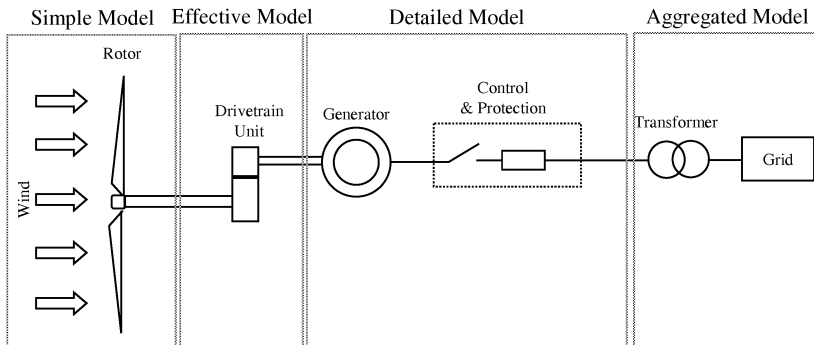 Simple Model
Effective Model
Detailed Model
Aggregated Model
Rotor
Wind
Drivetrain
Unit
Generator
Control
& Protection
Transformer
Grid